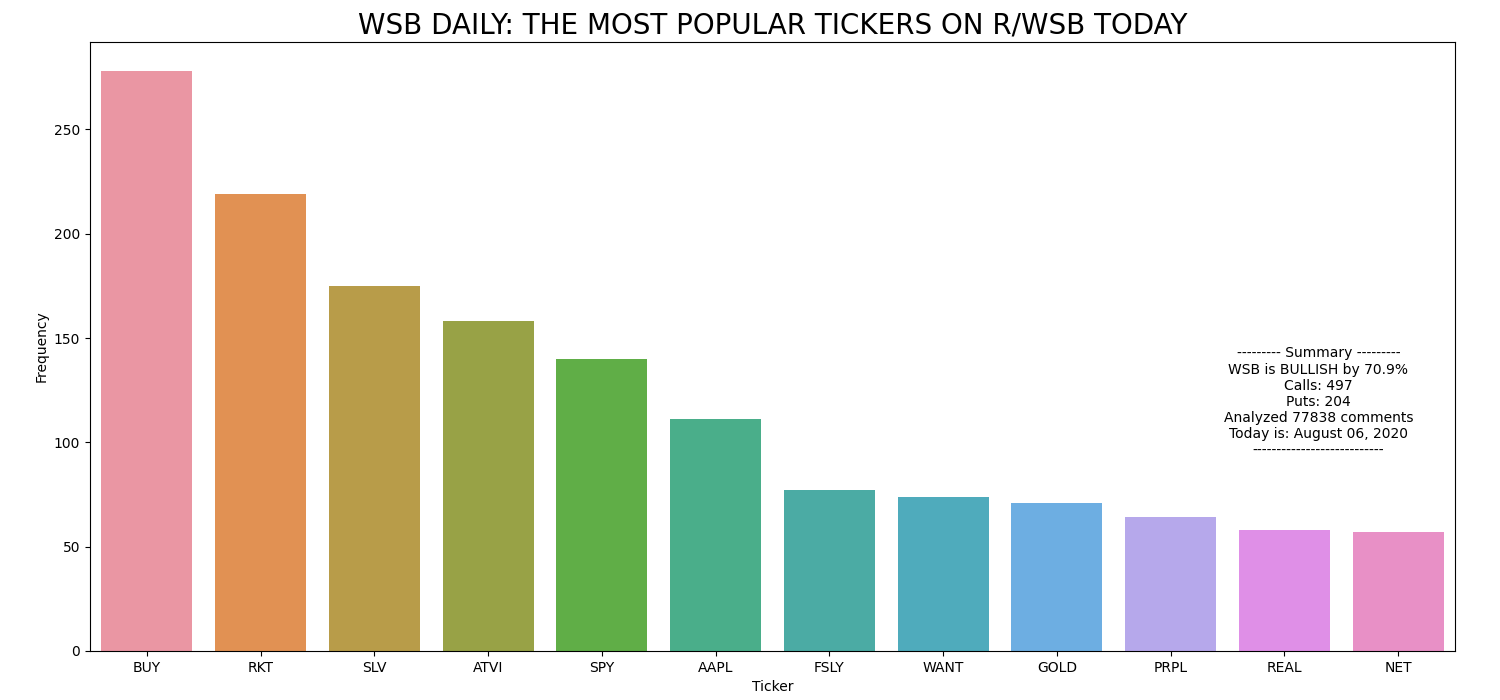 WSB DAILY: THE MOST POPULAR TICKERS ON R/WSB TODAY
Frequency
250
200
150
100
50
0
--------- Summary ---------
WSB is BULLISH by 70.9%
Calls: 497
Puts: 204
Analyzed 77838 comments
Today is: August 06, 2020
---------------------------
BUY RKT SLV ATVI SPY AAPL FSLY WANT GOLD PRPL REAL NET
Ticker